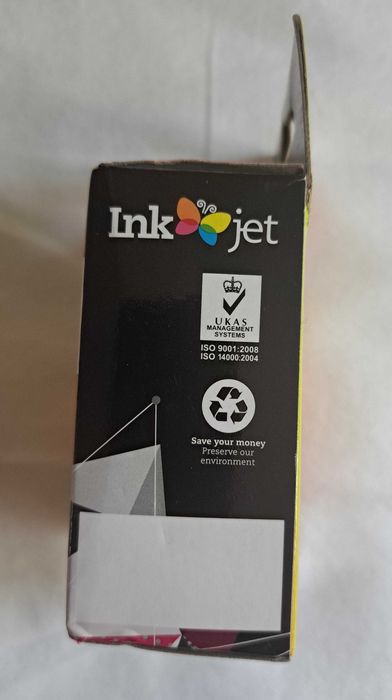 Ink jet
UKAS
MANAGEMENT
SYSTEMS
ISO 9001:2008
ISO 14000:2004
Save your money
Preserve our
environment